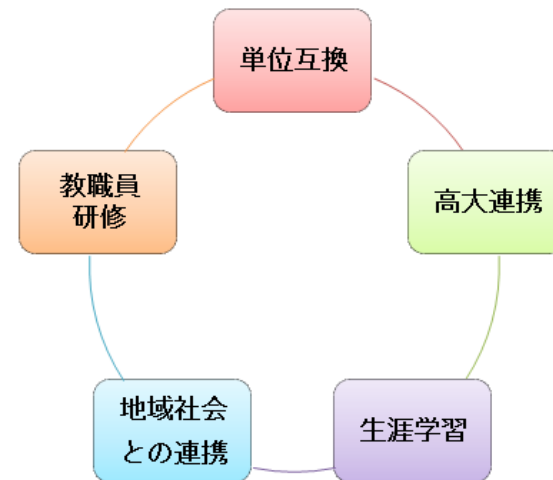 単位互換
高大連携
生涯学習
地域社会
との連携
教職員
研修